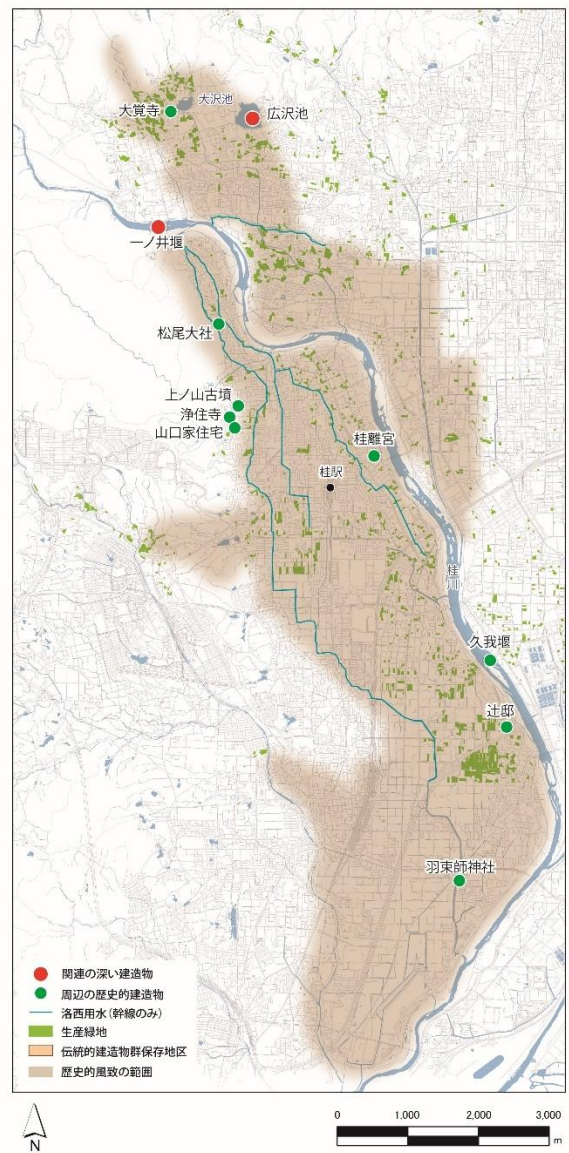 大覚寺
大沢池
広沢池
一ノ井堰
松尾大社
上ノ山古墳
浄住寺
山口家住宅
桂離宮
桂駅
桂川
久我堰
辻邸
羽束師神社
関連の深い建造物
周辺の歴史的建造物
洛西用水(幹線のみ)
生産緑地
伝統的建造物群保存地区
歴史的風致の範囲
N
0 1,000 2,000 3,000
m